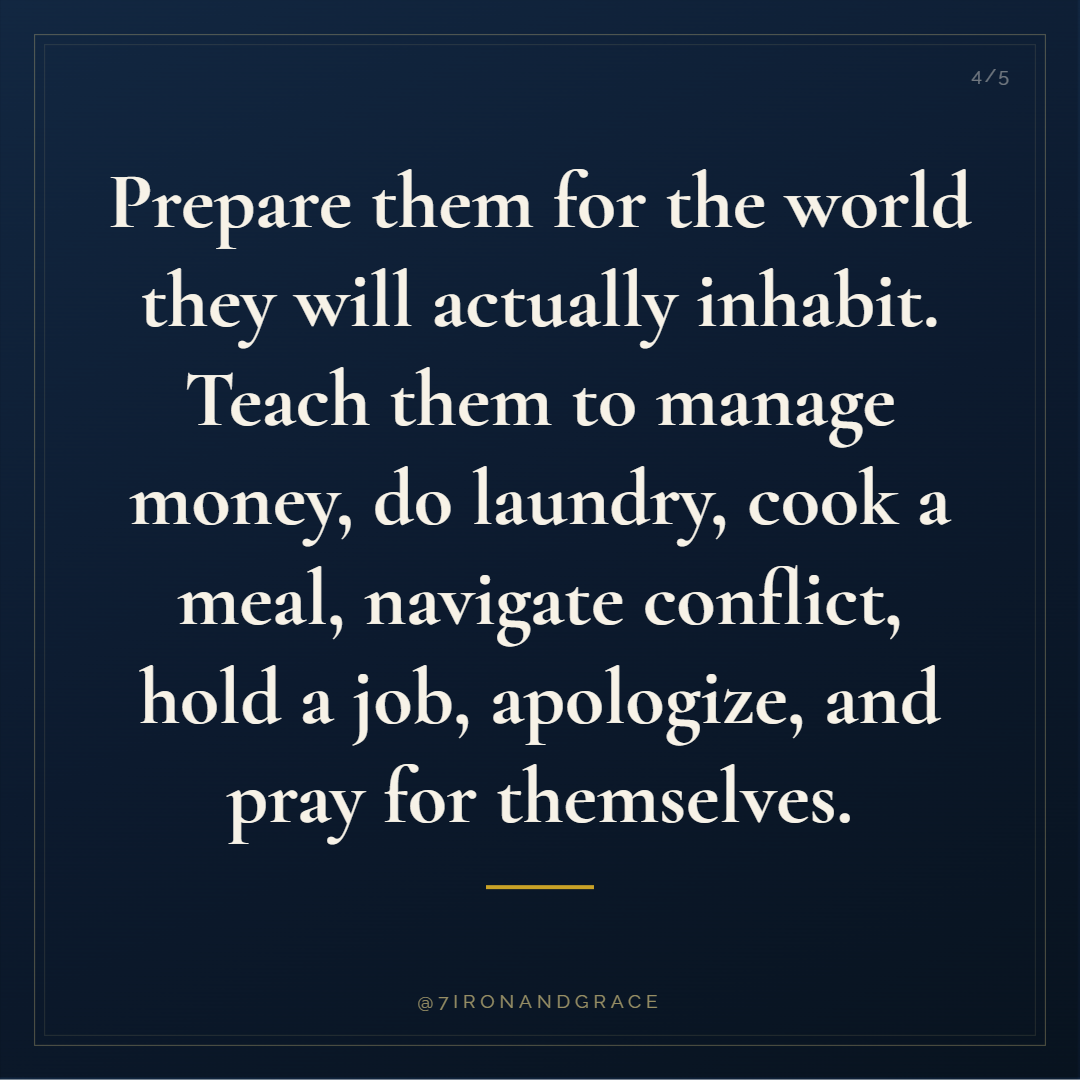 4/5
Prepare them for the world
they will actually inhabit.
Teach them to manage
money, do laundry, cook a
meal, navigate conflict,
hold a job, apologize, and
pray for themselves.
@7IRONANDGRACE